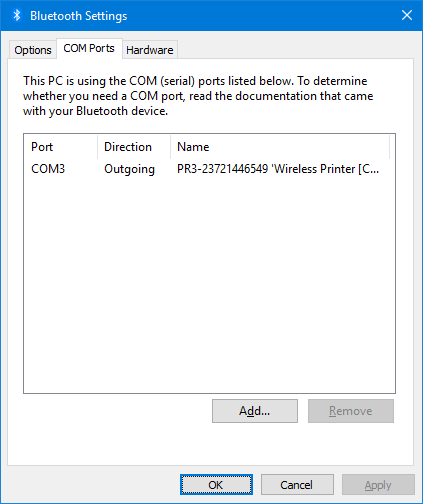 Bluetooth Settings
Options COM Ports Hardware
This PC is using the COM (serial) ports listed below. To determine
whether you need a COM port, read the documentation that came
with your Bluetooth device.
Port Direction Name
COM3 Outgoing PR3-23721446549 'Wireless Printer [C...
Add... Remove
OK Cancel Apply